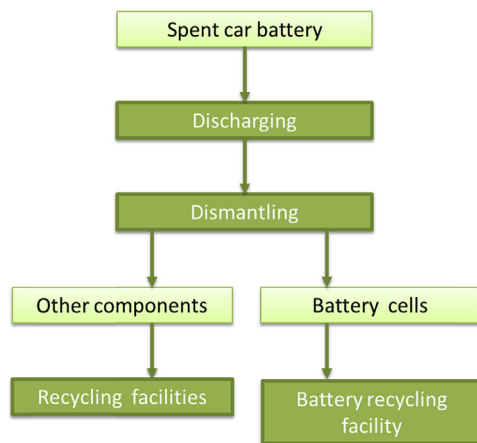 Spent car battery
Discharging
Dismantling
Other components
Battery cells
Recycling facilities
Battery recycling
facility